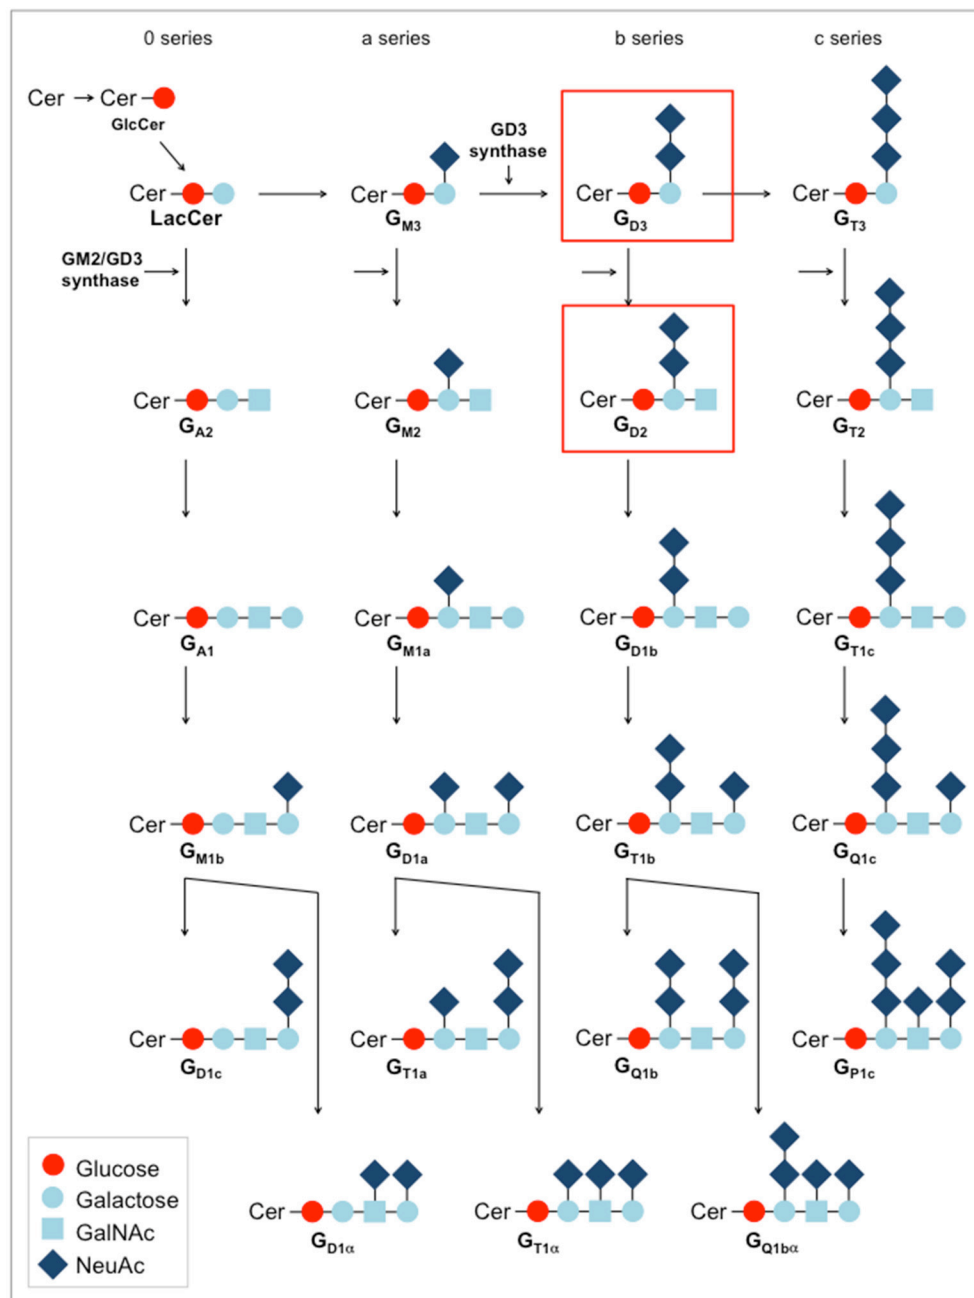 0 series a series b series c series
Cer → Cer
GlcCer
GD3
synthase
Cer Cer Cer Cer
LacCer GM3 GD3 GT3
GM2/GD3
synthase
Cer Cer Cer Cer
GA2 GM2 GD2 GT2
Cer Cer Cer Cer
GA1 GM1a GD1b GT1c
Cer Cer Cer Cer
GM1b GD1a GT1b GQ1c
Cer Cer Cer Cer
GD1c GT1a GQ1b GP1c
Cer Cer Cer
GD1α GT1α GQ1bα
Glucose
Galactose
GalNAc
NeuAc